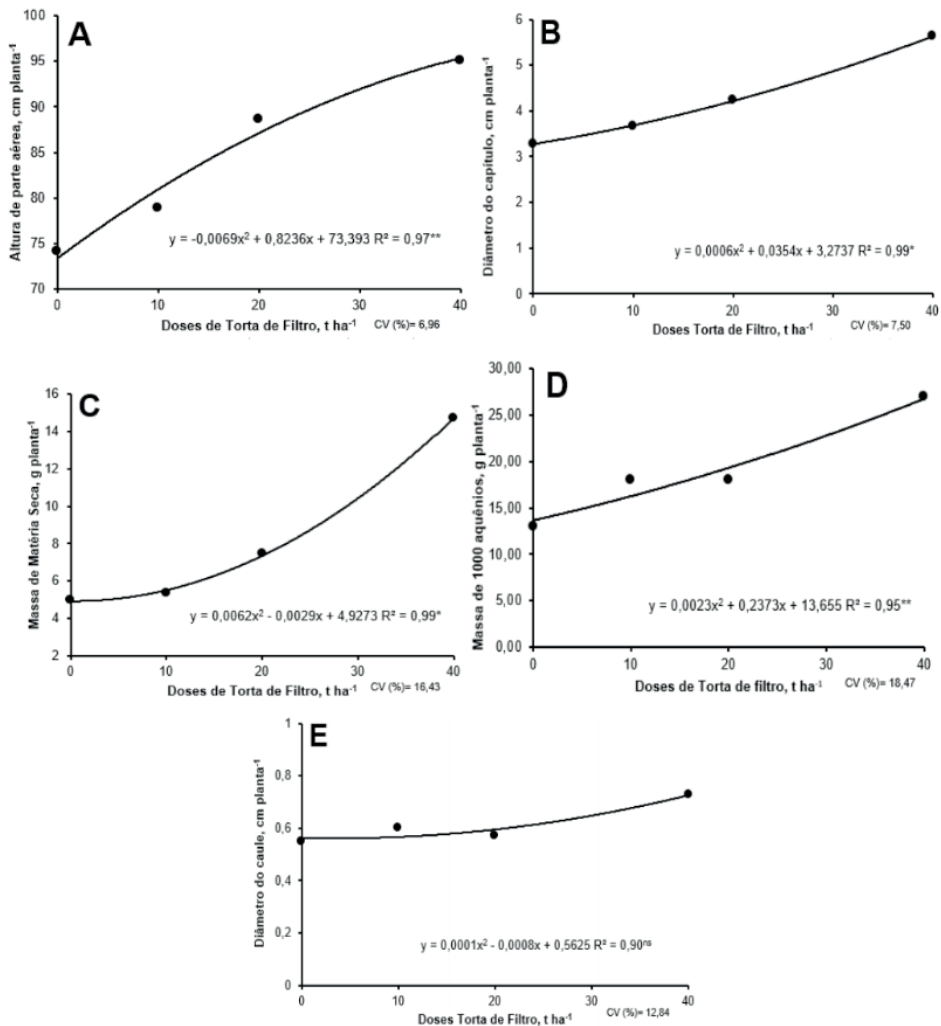 A
Altura de parte aérea, cm planta⁻¹
100
95
90
85
80
75
70
y = -0,0069x² + 0,8236x + 73,393 R² = 0,97**
0 10 20 30 40
Doses de Torta de Filtro, t ha⁻¹ CV (%)= 6,96
B
Diâmetro do capítulo, cm planta⁻¹
6
5
4
3
2
1
0
y = 0,0006x² + 0,0354x + 3,2737 R² = 0,99*
0 10 20 30 40
Doses Torta de Filtro, t ha⁻¹ CV (%)= 7,50
C
Massa de Matéria Seca, g planta⁻¹
16
14
12
10
8
6
4
2
y = 0,0062x² - 0,0029x + 4,9273 R² = 0,99*
0 10 20 30 40
Doses de Torta de Filtro, t ha⁻¹ CV (%)= 16,43
D
Massa de 1000 aquênios, g planta⁻¹
30,00
25,00
20,00
15,00
10,00
5,00
0,00
y = 0,0023x² + 0,2373x + 13,655 R² = 0,95**
0 10 20 30 40
Doses de Torta de filtro, t ha⁻¹ CV (%)= 18,47
E
Diâmetro do caule, cm planta⁻¹
1
0,8
0,6
0,4
0,2
0
y = 0,0001x² - 0,0008x + 0,5625 R² = 0,90ⁿˢ
0 10 20 30 40
Doses Torta de Filtro, t ha⁻¹ CV (%)= 12,84